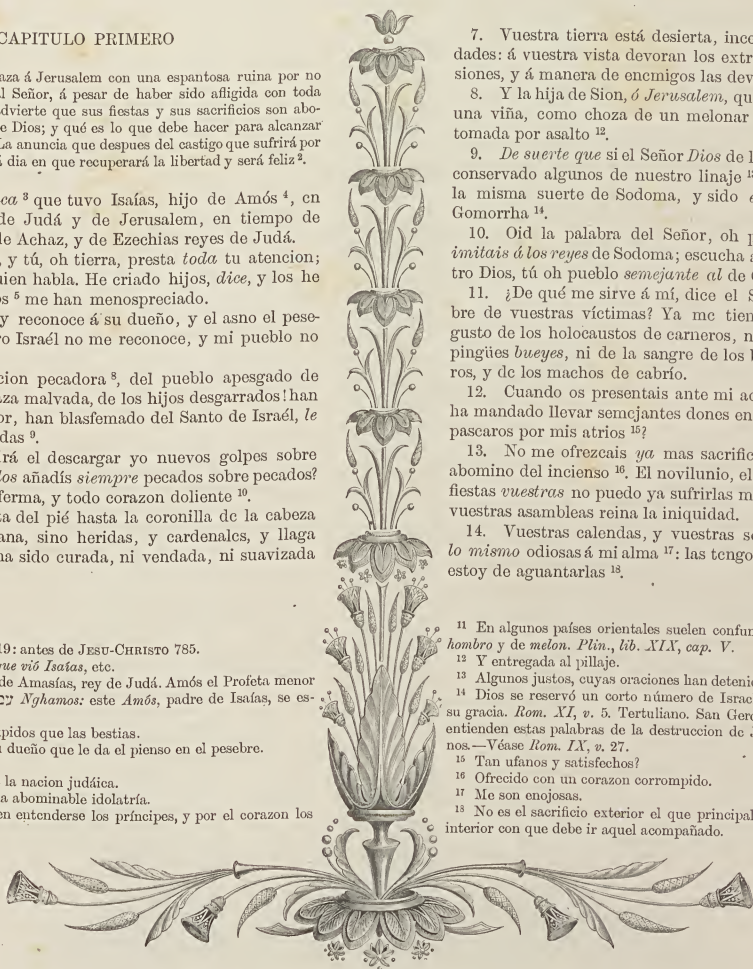 CAPITULO PRIMERO
aza á Jerusalem con una espantosa ruina por no
l Señor, á pesar de haber sido afligida con toda
dvierte que sus fiestas y sus sacrificios son abo-
e Dios; y qué es lo que debe hacer para alcanzar
La anuncia que despues del castigo que sufrirá por
á dia en que recuperará la libertad y será feliz ².
ca ³ que tuvo Isaías, hijo de Amós ⁴, en
de Judá y de Jerusalem, en tiempo de
de Achaz, y de Ezechias reyes de Judá.
, y tú, oh tierra, presta toda tu atencion;
uien habla. He criado hijos, dice, y los he
os ⁵ me han menospreciado.
y reconoce á su dueño, y el asno el pese-
ro Israél no me reconoce, y mi pueblo no
cion pecadora ⁸, del pueblo apesgado de
za malvada, de los hijos desgarrados! han
or, han blasfemado del Santo de Israél, le
das ⁹.
irá el descargar yo nuevos golpes sobre
los añadís siempre pecados sobre pecados?
ferma, y todo corazon doliente ¹⁰.
a del pié hasta la coronilla de la cabeza
ana, sino heridas, y cardenales, y llaga
ha sido curada, ni vendada, ni suavizada
19: antes de JESU-CHRISTO 785.
que vió Isaías, etc.
de Amasías, rey de Judá. Amós el Profeta menor
Nghamos: este Amós, padre de Isaías, se es-
pidos que las bestias.
dueño que le da el pienso en el pesebre.
la nacion judáica.
a abominable idolatría.
en entenderse los príncipes, y por el corazon los
7. Vuestra tierra está desierta, inc
dades: á vuestra vista devoran los extr
siones, y á manera de enemigos las dev
8. Y la hija de Sion, ó Jerusalem, qu
una viña, como choza de un melonar
tomada por asalto ¹².
9. De suerte que si el Señor Dios de l
conservado algunos de nuestro linaje ¹³
la misma suerte de Sodoma, y sido e
Gomorrha ¹⁴.
10. Oid la palabra del Señor, oh p
imitais á los reyes de Sodoma; escucha
tro Dios, tú oh pueblo semejante al de
11. ¿De qué me sirve á mí, dice el S
bre de vuestras víctimas? Ya me tien
gusto de los holocaustos de carneros, n
pingües bueyes, ni de la sangre de los
ros, y de los machos de cabrío.
12. Cuando os presentais ante mi ac
ha mandado llevar semejantes dones en
pascaros por mis atrios ¹⁵?
13. No me ofrezcais ya mas sacrific
abomino del incienso ¹⁶. El novilunio, el
fiestas vuestras no puedo ya sufrirlas m
vuestras asambleas reina la iniquidad.
14. Vuestras calendas, y vuestras s
lo mismo odiosas á mi alma ¹⁷: las tengo
estoy de aguantarlas ¹⁸.
¹¹ En algunos países orientales suelen confun
hombro y de melon. Plin., lib. XIX, cap. V.
¹² Y entregada al pillaje.
¹³ Algunos justos, cuyas oraciones han deteni
¹⁴ Dios se reservó un corto número de Israe
su gracia. Rom. XI, v. 5. Tertuliano. San Ger
entienden estas palabras de la destruccion de
nos.—Véase Rom. IX, v. 27.
¹⁵ Tan ufanos y satisfechos?
¹⁶ Ofrecido con un corazon corrompido.
¹⁷ Me son enojosas.
¹⁸ No es el sacrificio exterior el que principal
interior con que debe ir aquel acompañado.